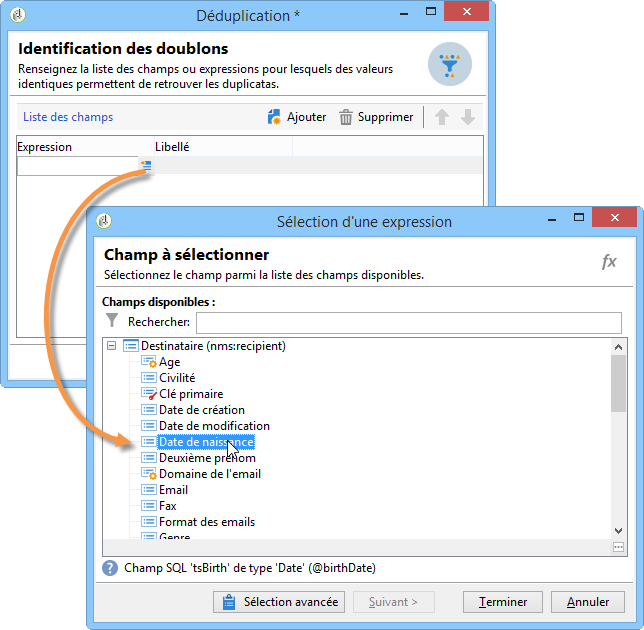 Déduplication *
Identification des doublons
Renseignez la liste des champs ou expressions pour lesquels des valeurs
identiques permettent de retrouver les duplicatas.
Liste des champs
Ajouter
Supprimer
Expression
Libellé
Sélection d'une expression
Champ à sélectionner
Sélectionnez le champ parmi la liste des champs disponibles.
fx
Champs disponibles :
Rechercher:
Destinataire (nms:recipient)
Age
Civilité
Clé primaire
Date de création
Date de modification
Date de naissance
Deuxième prénom
Domaine de l'email
Email
Fax
Format des emails
Genre
Champ SQL 'tsBirth' de type 'Date' (@birthDate)
Sélection avancée
Suivant >
Terminer
Annuler